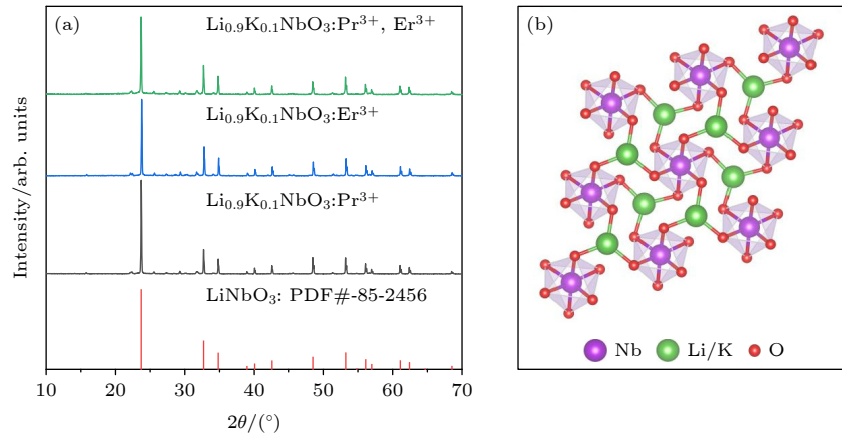 (a)
Li₀.₉K₀.₁NbO₃:Pr³⁺, Er³⁺
Li₀.₉K₀.₁NbO₃:Er³⁺
Li₀.₉K₀.₁NbO₃:Pr³⁺
LiNbO₃: PDF#-85-2456
Intensity/arb. units
10 20 30 40 50 60 70
2θ/(°)
(b)
Nb Li/K O